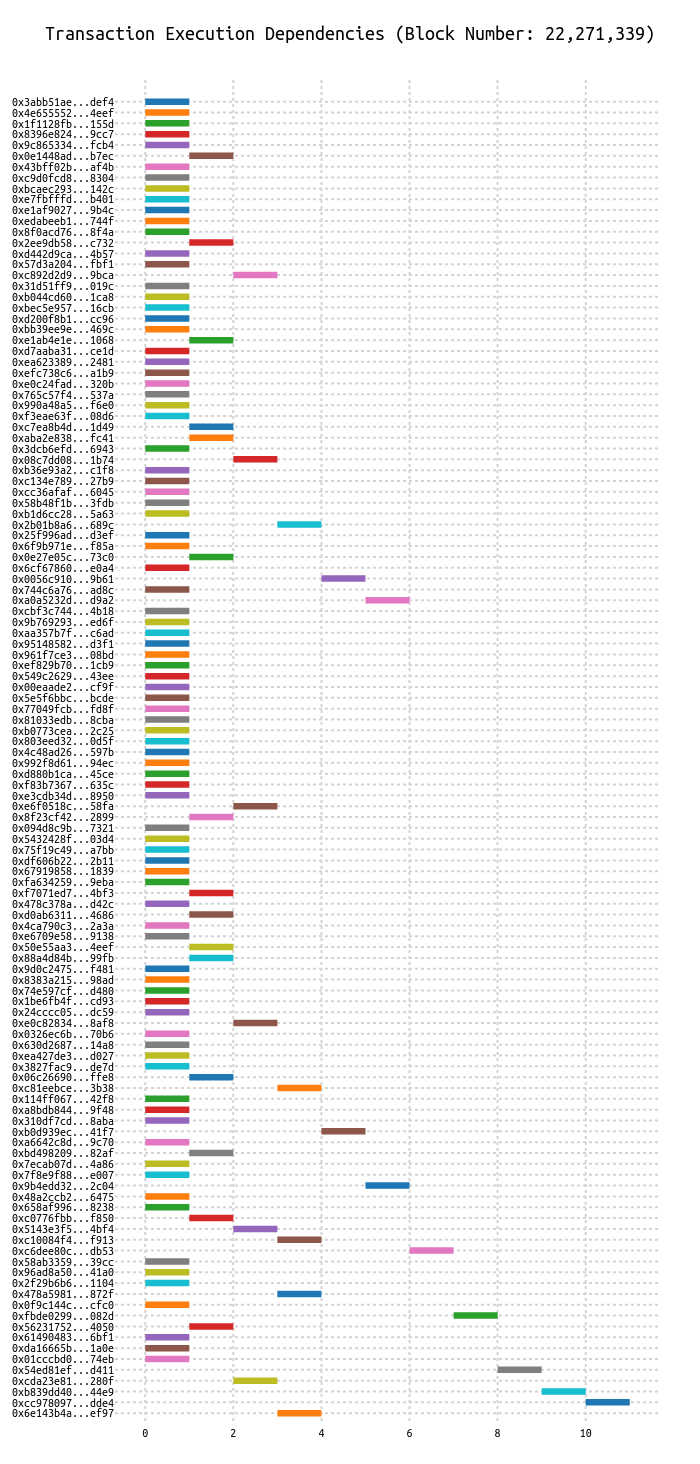 Transaction Execution Dependencies (Block Number: 22,271,339)
0x3abb51ae...def4
0x4e655552...4eef
0x1f1128fb...155d
0x8396e824...9cc7
0x9c865334...fcb4
0x0e1448ad...b7ec
0x43bff02b...af4b
0xc9d0fcd8...8304
0xbcaec293...142c
0xe7fbfffd...b401
0xe1af9027...9b4c
0xedabeeb1...744f
0x8f0acd76...8f4a
0x2ee9db58...c732
0xd442d9ca...4b57
0x57d3a204...fbf1
0xc892d2d9...9bca
0x31d51ff9...019c
0xb044cd60...1ca8
0xbec5e957...16cb
0xd200f8b1...cc96
0xbb39ee9e...469c
0xe1ab4e1e...1068
0xd7aaba31...ce1d
0xea623389...2481
0xefc738c6...a1b9
0xe0c24fad...320b
0x765c57f4...537a
0x990a48a5...f6e0
0xf3eae63f...08d6
0xc7ea8b4d...1d49
0xaba2e838...fc41
0x3dcb6efd...6943
0x08c7dd08...1b74
0xb36e93a2...c1f8
0xc134e789...27b9
0xcc36afaf...6045
0x58b48f1b...3fdb
0xb1d6cc28...5a63
0x2b01b8a6...689c
0x25f996ad...d3ef
0x6f9b971e...f85a
0x0e27e05c...73c0
0x6cf67860...e0a4
0x0056c910...9b61
0x744c6a76...ad8c
0xa0a5232d...d9a2
0xcbf3c744...4b18
0x9b769293...ed6f
0xaa357b7f...c6ad
0x95148582...d3f1
0x961f7ce3...08bd
0xef829b70...1cb9
0x549c2629...43ee
0x00eaade2...cf9f
0x5e5f6bbc...bcde
0x77049fcb...fd8f
0x81033edb...8cba
0xb0773cea...2c25
0x803eed32...0d5f
0x4c48ad26...597b
0x992f8d61...94ec
0xd880b1ca...45ce
0xf83b7367...635c
0xe3cdb34d...8950
0xe6f0518c...58fa
0x8f23cf42...2899
0x094d8c9b...7321
0x5432428f...03d4
0x75f19c49...a7bb
0xdf606b22...2b11
0x67919858...1839
0xfa634259...9eba
0xf7071ed7...4bf3
0x478c378a...d42c
0xd0ab6311...4686
0x4ca790c3...2a3a
0xe6709e58...9138
0x50e55aa3...4eef
0x88a4d84b...99fb
0x9d0c2475...f481
0x8383a215...98ad
0x74e597cf...d480
0x1be6fb4f...cd93
0x24cccc05...dc59
0xe0c82834...8af8
0x0326ec6b...70b6
0x630d2687...14a8
0xea427de3...d027
0x3827fac9...de7d
0x06c26690...ffe8
0xc81eebce...3b38
0x114ff067...42f8
0xa8bdb844...9f48
0x310df7cd...8aba
0xb0d939ec...41f7
0xa6642c8d...9c70
0xbd498209...82af
0x7ecab07d...4a86
0x7f8e9f88...e007
0x9b4edd32...2c04
0x48a2ccb2...6475
0x658af996...8238
0xc0776fbb...f850
0x5143e3f5...4bf4
0xc10084f4...f913
0xc6dee80c...db53
0x58ab3359...39cc
0x96ad8a50...41a0
0x2f29b6b6...1104
0x478a5981...872f
0x0f9c144c...cfc0
0xfbde0299...082d
0x56231752...4050
0x61490483...6bf1
0xda16665b...1a0e
0x01cccbd0...74eb
0x54ed81ef...d411
0xcda23e81...280f
0xb839dd40...44e9
0xcc978097...dde4
0x6e143b4a...ef97
0 2 4 6 8 10